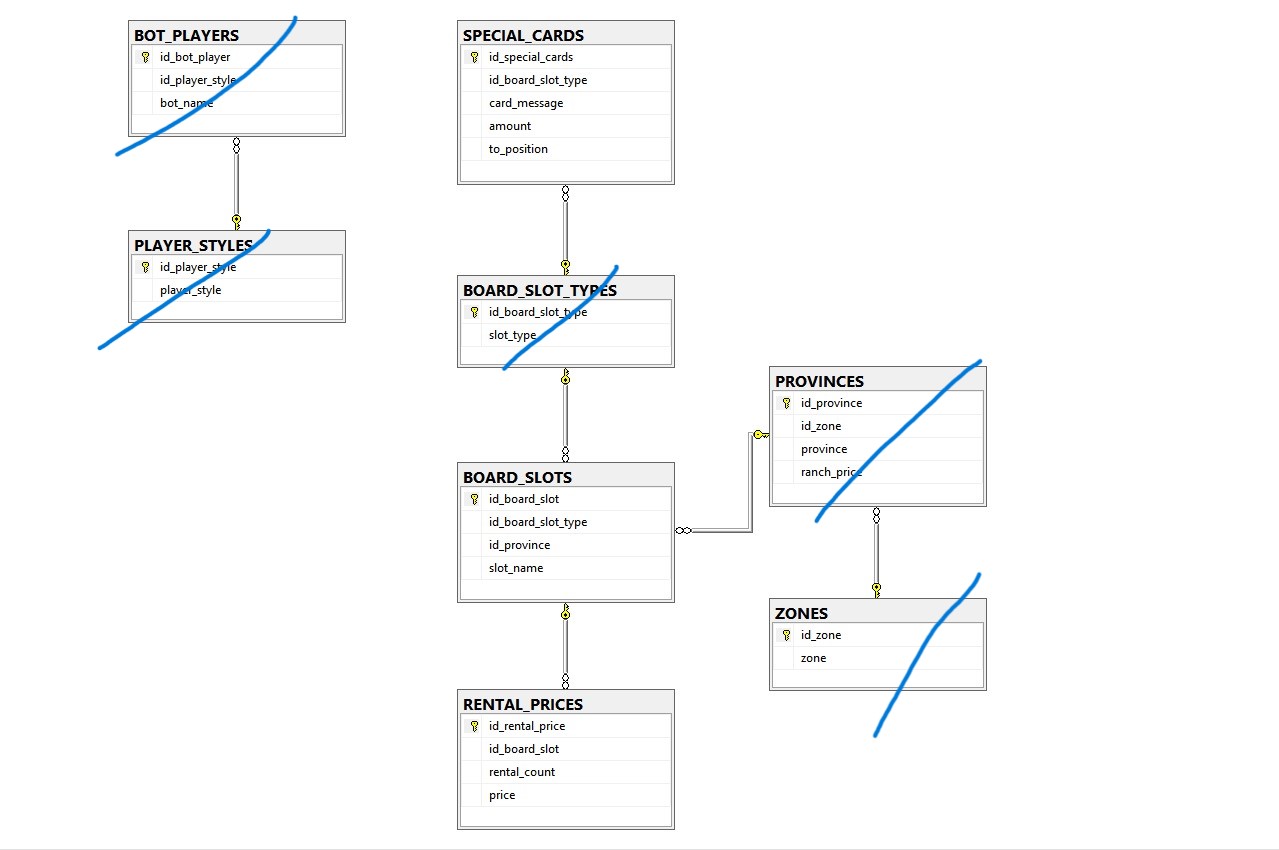 BOT_PLAYERS
id_bot_player
id_player_style
bot_name
PLAYER_STYLES
id_player_style
player_style
SPECIAL_CARDS
id_special_cards
id_board_slot_type
card_message
amount
to_position
BOARD_SLOT_TYPES
id_board_slot_type
slot_type
BOARD_SLOTS
id_board_slot
id_board_slot_type
id_province
slot_name
RENTAL_PRICES
id_rental_price
id_board_slot
rental_count
price
PROVINCES
id_province
id_zone
province
ranch_price
ZONES
id_zone
zone